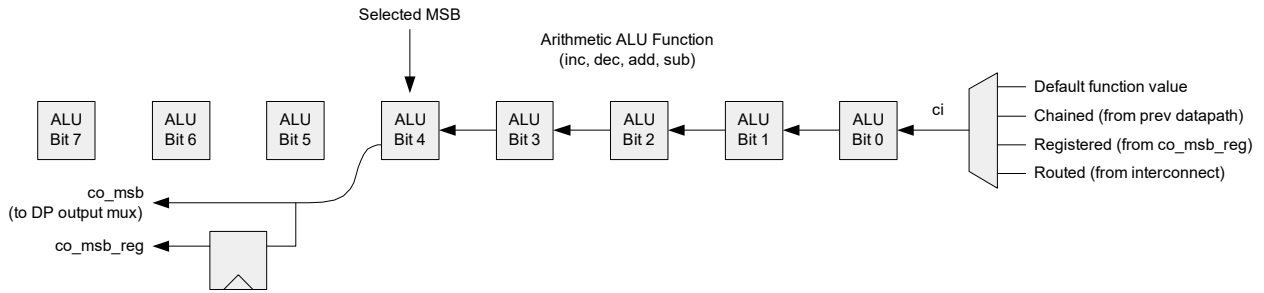 Selected MSB
Arithmetic ALU Function
(inc, dec, add, sub)
ALU
Bit 7
ALU
Bit 6
ALU
Bit 5
ALU
Bit 4
ALU
Bit 3
ALU
Bit 2
ALU
Bit 1
ALU
Bit 0
ci
Default function value
Chained (from prev datapath)
Registered (from co_msb_reg)
Routed (from interconnect)
co_msb
(to DP output mux)
co_msb_reg